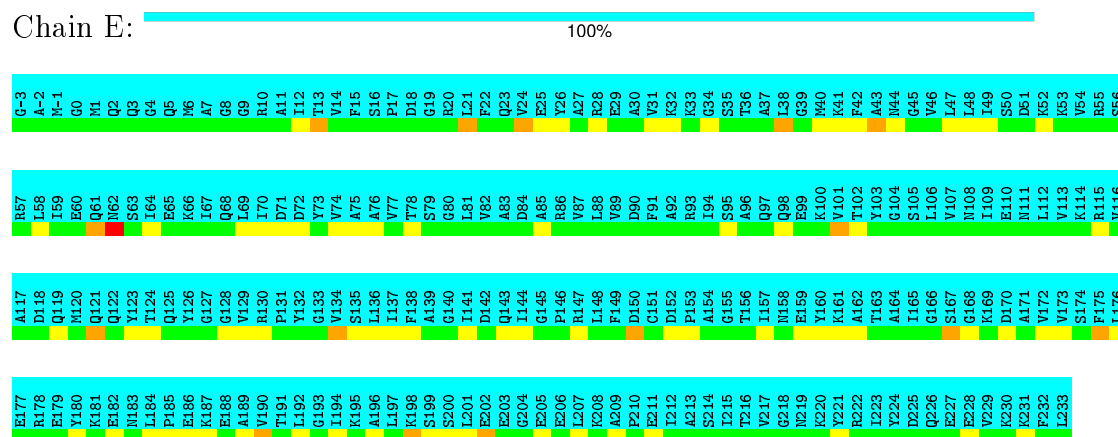 Chain E:
100%
G-3 A-2 M-1 G0 M1 Q2 Q3 G4 Q5 M6 A7 G8 G9 R10 A11 I12 T13 V14 F15 S16 P17 D18 G19 R20 L21 F22 Q23 V24 E25 Y26 A27 R28 E29 A30 V31 K32 K33 G34 S35 T36 A37 L38 G39 M40 K41 F42 A43 N44 G45 V46 L47 L48 I49 S50 D51 K52 K53 V54 R55 S56
R57 L58 I59 E60 Q61 N62 S63 I64 E65 K66 I67 Q68 L69 I70 D71 D72 Y73 V74 A75 A76 V77 T78 S79 G80 L81 V82 A83 D84 A85 R86 V87 L88 V89 D90 F91 A92 R93 I94 S95 A96 Q97 Q98 E99 K100 V101 T102 Y103 G104 S105 L106 V107 N108 I109 E110 N111 L112 V113 K114 R115
A117 D118 Q119 M120 Q121 Q122 Y123 T124 Q125 Y126 G127 G128 V129 R130 P131 Y132 G133 V134 S135 L136 I137 F138 A139 G140 I141 D142 Q143 I144 G145 P146 R147 L148 F149 D150 C151 D152 P153 A154 G155 T156 I157 N158 E159 Y160 K161 A162 T163 A164 I165 G166 S167 G168 K169 D170 A171 V172 V173 S174 F175
E177 R178 E179 Y180 K181 E182 N183 L184 P185 E186 K187 E188 A189 V190 T191 L192 G193 I194 K195 A196 L197 K198 S199 S200 L201 E202 E203 G204 E205 E206 L207 K208 A209 P210 E211 I212 A213 S214 I215 T216 V217 G218 N219 K220 Y221 R222 I223 Y224 D225 Q226 E227 E228 V229 K230 K231 F232 L233